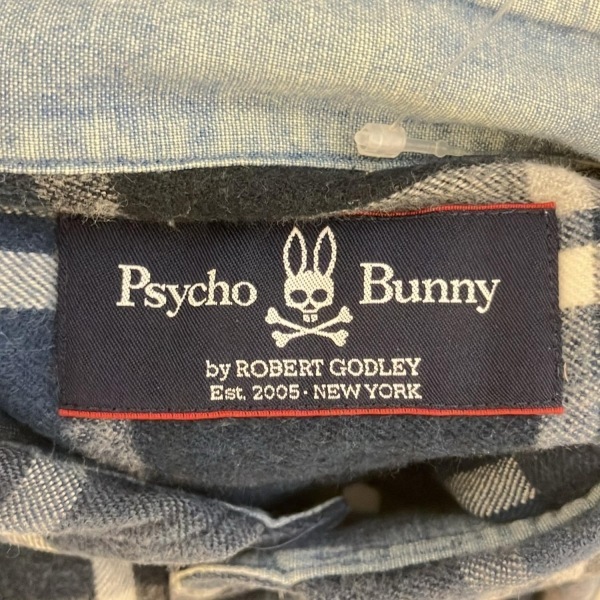 Psycho Bunny
by ROBERT GODLEY
Est. 2005 · NEW YORK